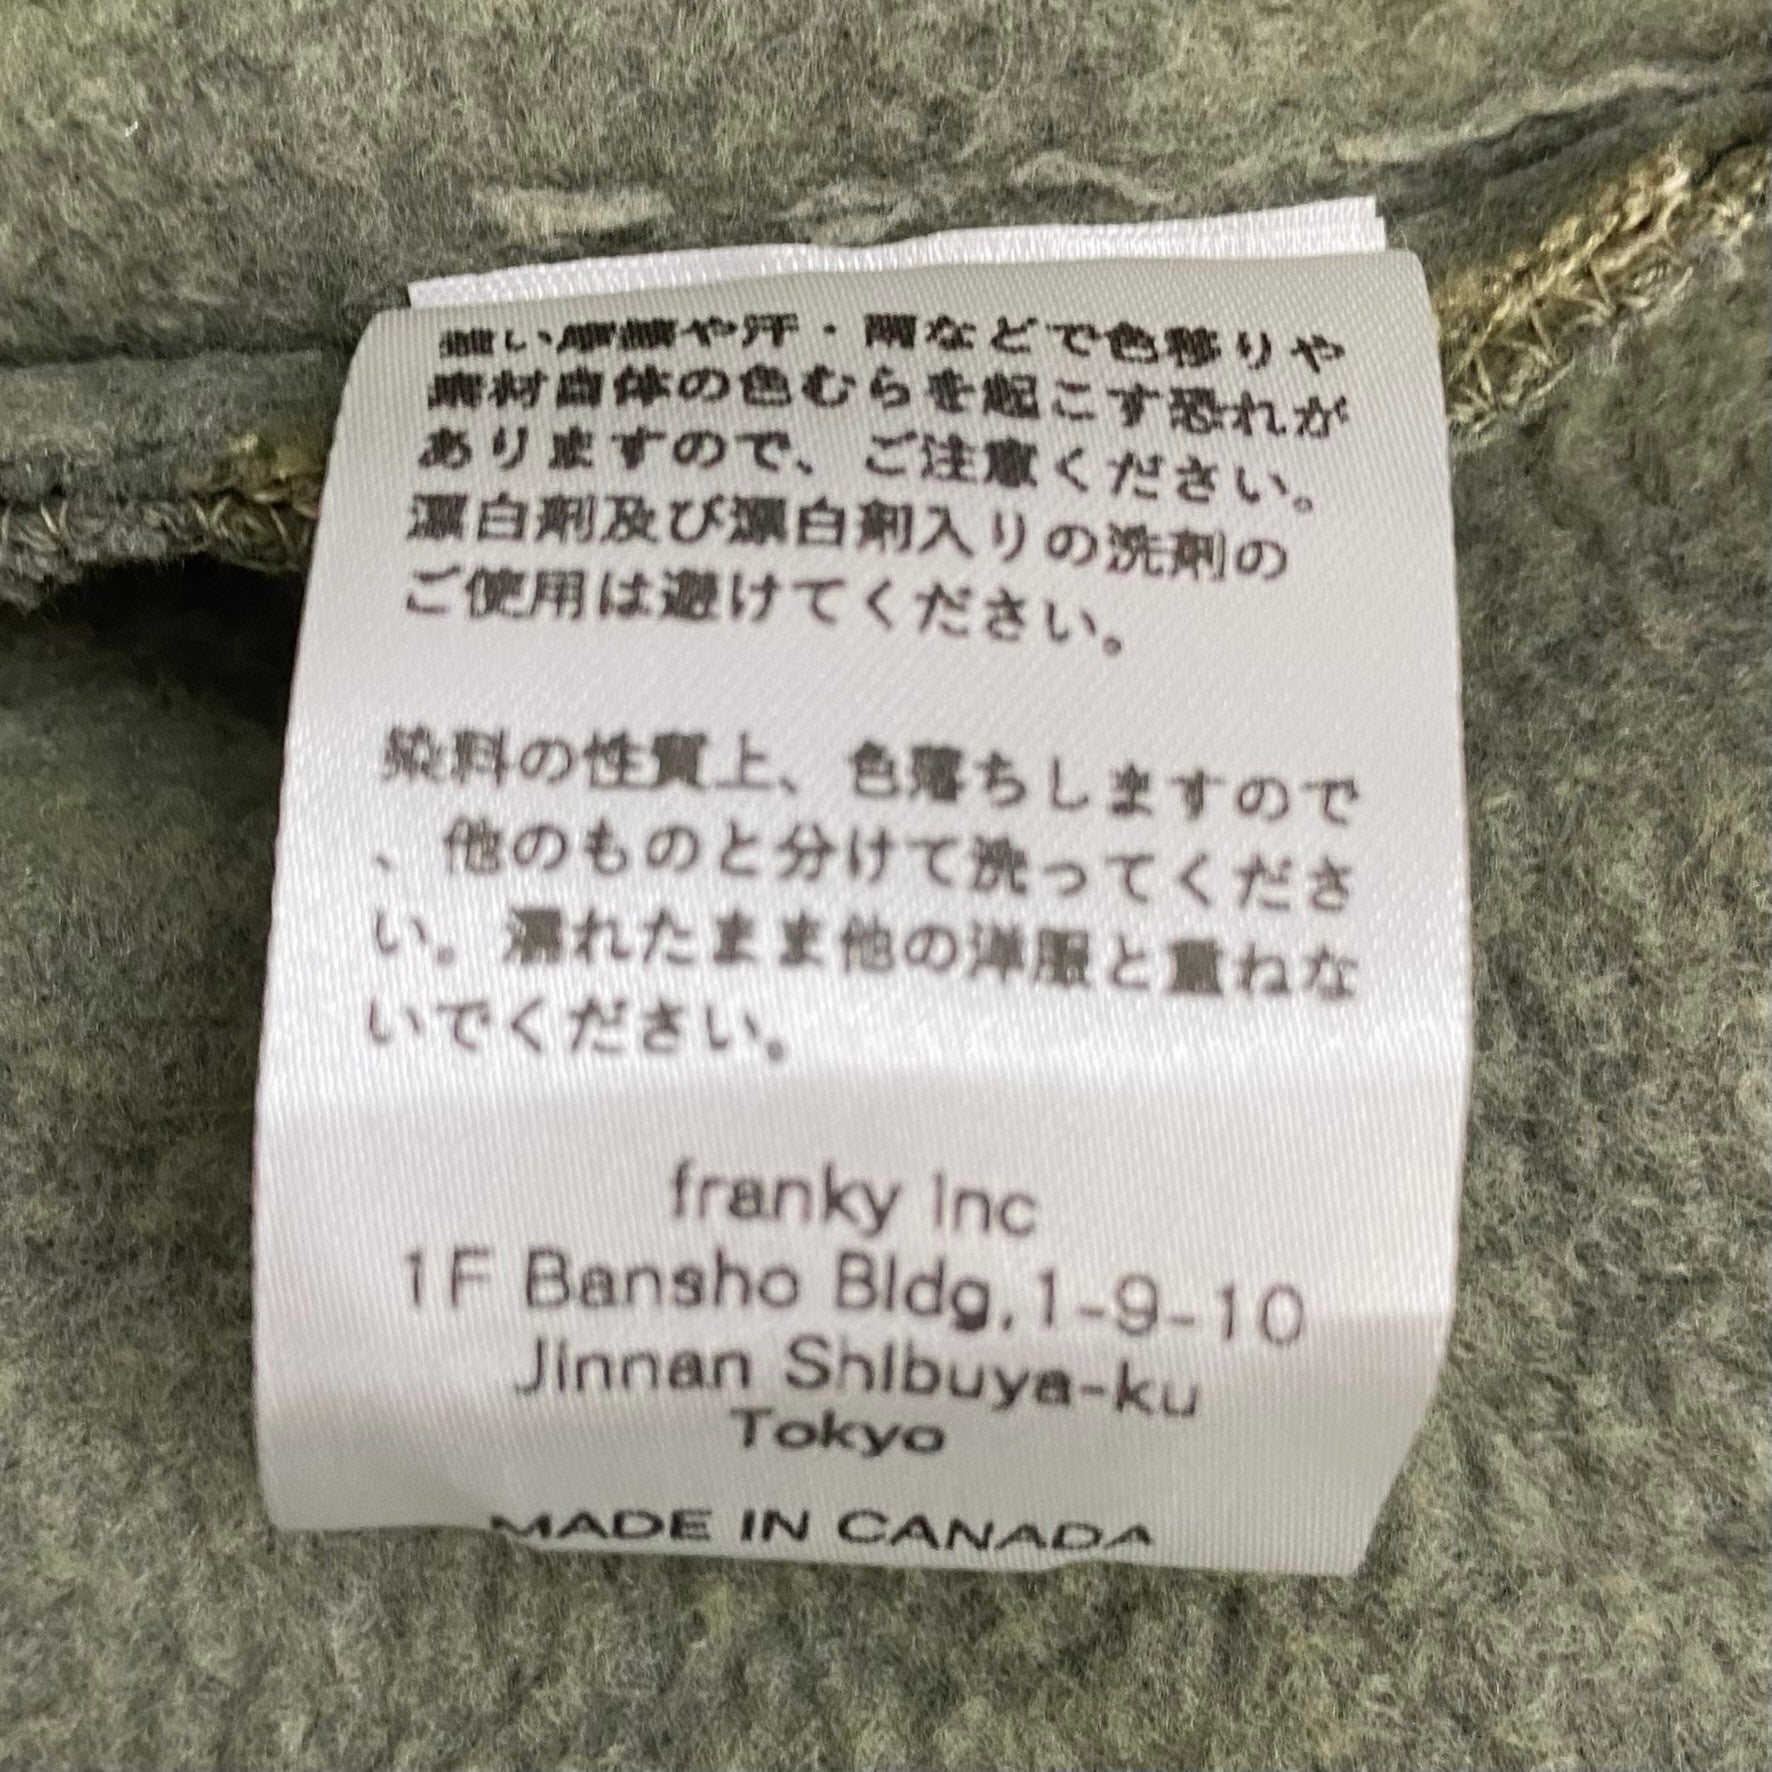 強い摩擦や汗・雨などで色移りや
素材自体の色むらを起こす恐れが
ありますので、ご注意ください。
漂白剤及び漂白剤入りの洗剤の
ご使用は避けてください。
染料の性質上、色落ちしますので
、他のものと分けて洗ってくださ
い。濡れたまま他の洋服と重ねな
いでください。
franky inc
1F Bansho Bldg,1-9-10
Jinnan Shibuya-ku
Tokyo
MADE IN CANADA